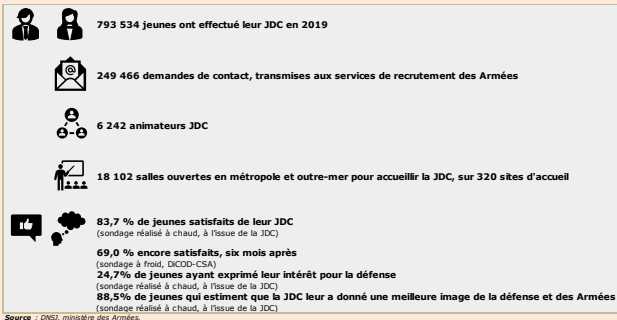 793 534 jeunes ont effectué leur JDC en 2019
@
249 466 demandes de contact, transmises aux services de recrutement des Armées
6 242 animateurs JDC
18 102 salles ouvertes en métropole et outre-mer pour accueillir la JDC, sur 320 sites d'accueil
83,7 % de jeunes satisfaits de leur JDC
(sondage réalisé à chaud, à l'issue de la JDC)
69,0 % encore satisfaits, six mois après
(sondage à froid, DiCOD-CSA)
24,7% de jeunes ayant exprimé leur intérêt pour la défense
(sondage réalisé à chaud, à l'issue de la JDC)
88,5% de jeunes qui estiment que la JDC leur a donné une meilleure image de la défense et des Armées
(sondage réalisé à chaud, à l'issue de la JDC)
Source : DNSJ, ministère des Armées.